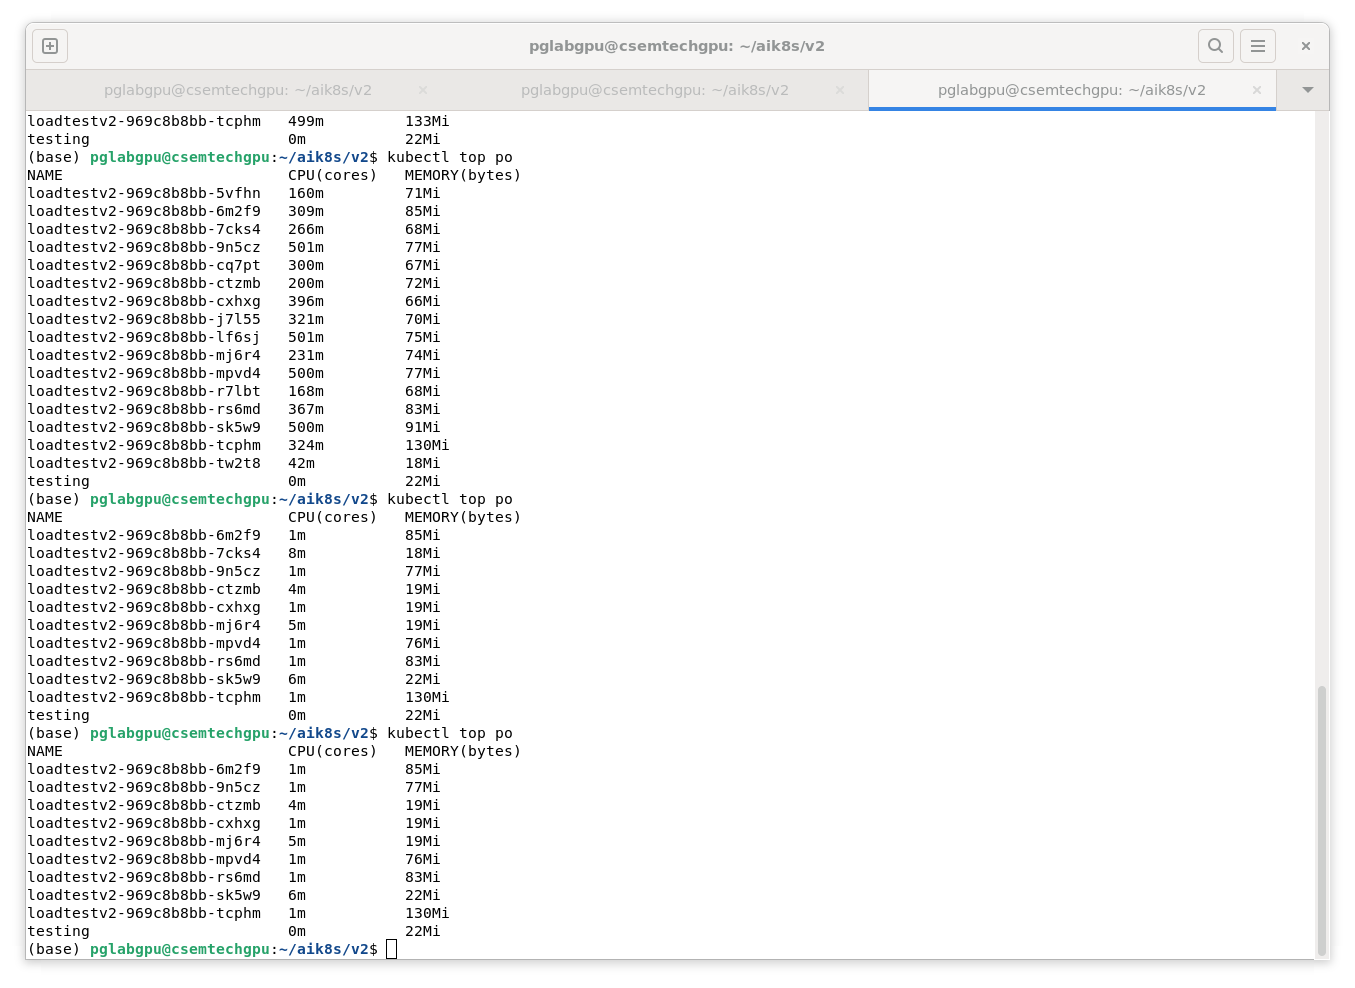 pglabgpu@csemtechgpu: ~/aik8s/v2
pglabgpu@csemtechgpu: ~/aik8s/v2 × pglabgpu@csemtechgpu: ~/aik8s/v2 × pglabgpu@csemtechgpu: ~/aik8s/v2 ×
loadtestv2-969c8b8bb-tcphm 499m 133Mi
testing 0m 22Mi
(base) pglabgpu@csemtechgpu:~/aik8s/v2$ kubectl top po
NAME CPU(cores) MEMORY(bytes)
loadtestv2-969c8b8bb-5vfhn 160m 71Mi
loadtestv2-969c8b8bb-6m2f9 309m 85Mi
loadtestv2-969c8b8bb-7cks4 266m 68Mi
loadtestv2-969c8b8bb-9n5cz 501m 77Mi
loadtestv2-969c8b8bb-cq7pt 300m 67Mi
loadtestv2-969c8b8bb-ctzmb 200m 72Mi
loadtestv2-969c8b8bb-cxhxg 396m 66Mi
loadtestv2-969c8b8bb-j7l55 321m 70Mi
loadtestv2-969c8b8bb-lf6sj 501m 75Mi
loadtestv2-969c8b8bb-mj6r4 231m 74Mi
loadtestv2-969c8b8bb-mpvd4 500m 77Mi
loadtestv2-969c8b8bb-r7lbt 168m 68Mi
loadtestv2-969c8b8bb-rs6md 367m 83Mi
loadtestv2-969c8b8bb-sk5w9 500m 91Mi
loadtestv2-969c8b8bb-tcphm 324m 130Mi
loadtestv2-969c8b8bb-tw2t8 42m 18Mi
testing 0m 22Mi
(base) pglabgpu@csemtechgpu:~/aik8s/v2$ kubectl top po
NAME CPU(cores) MEMORY(bytes)
loadtestv2-969c8b8bb-6m2f9 1m 85Mi
loadtestv2-969c8b8bb-7cks4 8m 18Mi
loadtestv2-969c8b8bb-9n5cz 1m 77Mi
loadtestv2-969c8b8bb-ctzmb 4m 19Mi
loadtestv2-969c8b8bb-cxhxg 1m 19Mi
loadtestv2-969c8b8bb-mj6r4 5m 19Mi
loadtestv2-969c8b8bb-mpvd4 1m 76Mi
loadtestv2-969c8b8bb-rs6md 1m 83Mi
loadtestv2-969c8b8bb-sk5w9 6m 22Mi
loadtestv2-969c8b8bb-tcphm 1m 130Mi
testing 0m 22Mi
(base) pglabgpu@csemtechgpu:~/aik8s/v2$ kubectl top po
NAME CPU(cores) MEMORY(bytes)
loadtestv2-969c8b8bb-6m2f9 1m 85Mi
loadtestv2-969c8b8bb-9n5cz 1m 77Mi
loadtestv2-969c8b8bb-ctzmb 4m 19Mi
loadtestv2-969c8b8bb-cxhxg 1m 19Mi
loadtestv2-969c8b8bb-mj6r4 5m 19Mi
loadtestv2-969c8b8bb-mpvd4 1m 76Mi
loadtestv2-969c8b8bb-rs6md 1m 83Mi
loadtestv2-969c8b8bb-sk5w9 6m 22Mi
loadtestv2-969c8b8bb-tcphm 1m 130Mi
testing 0m 22Mi
(base) pglabgpu@csemtechgpu:~/aik8s/v2$